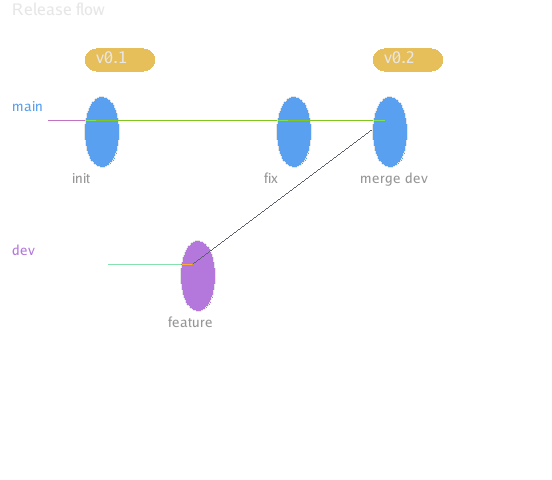 Release flow
v0.1
v0.2
main
init
fix
merge dev
dev
feature